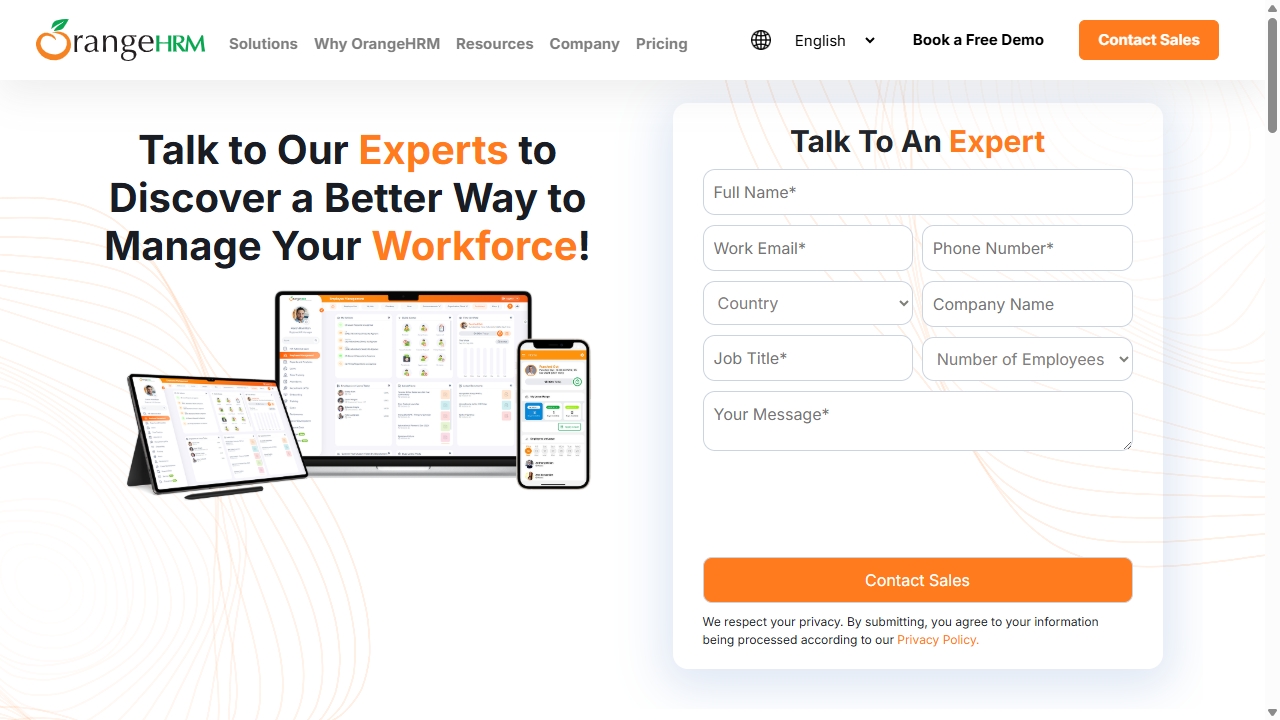 OrangeHRM
Solutions
Why OrangeHRM
Resources
Company
Pricing
English
Book a Free Demo
Contact Sales
Talk to Our Experts to
Discover a Better Way to
Manage Your Workforce!
Talk To An Expert
Full Name*
Work Email*
Phone Number*
Country
Company Name
Job Title*
Number of Employees
Your Message*
Contact Sales
We respect your privacy. By submitting, you agree to your information
being processed according to our Privacy Policy.